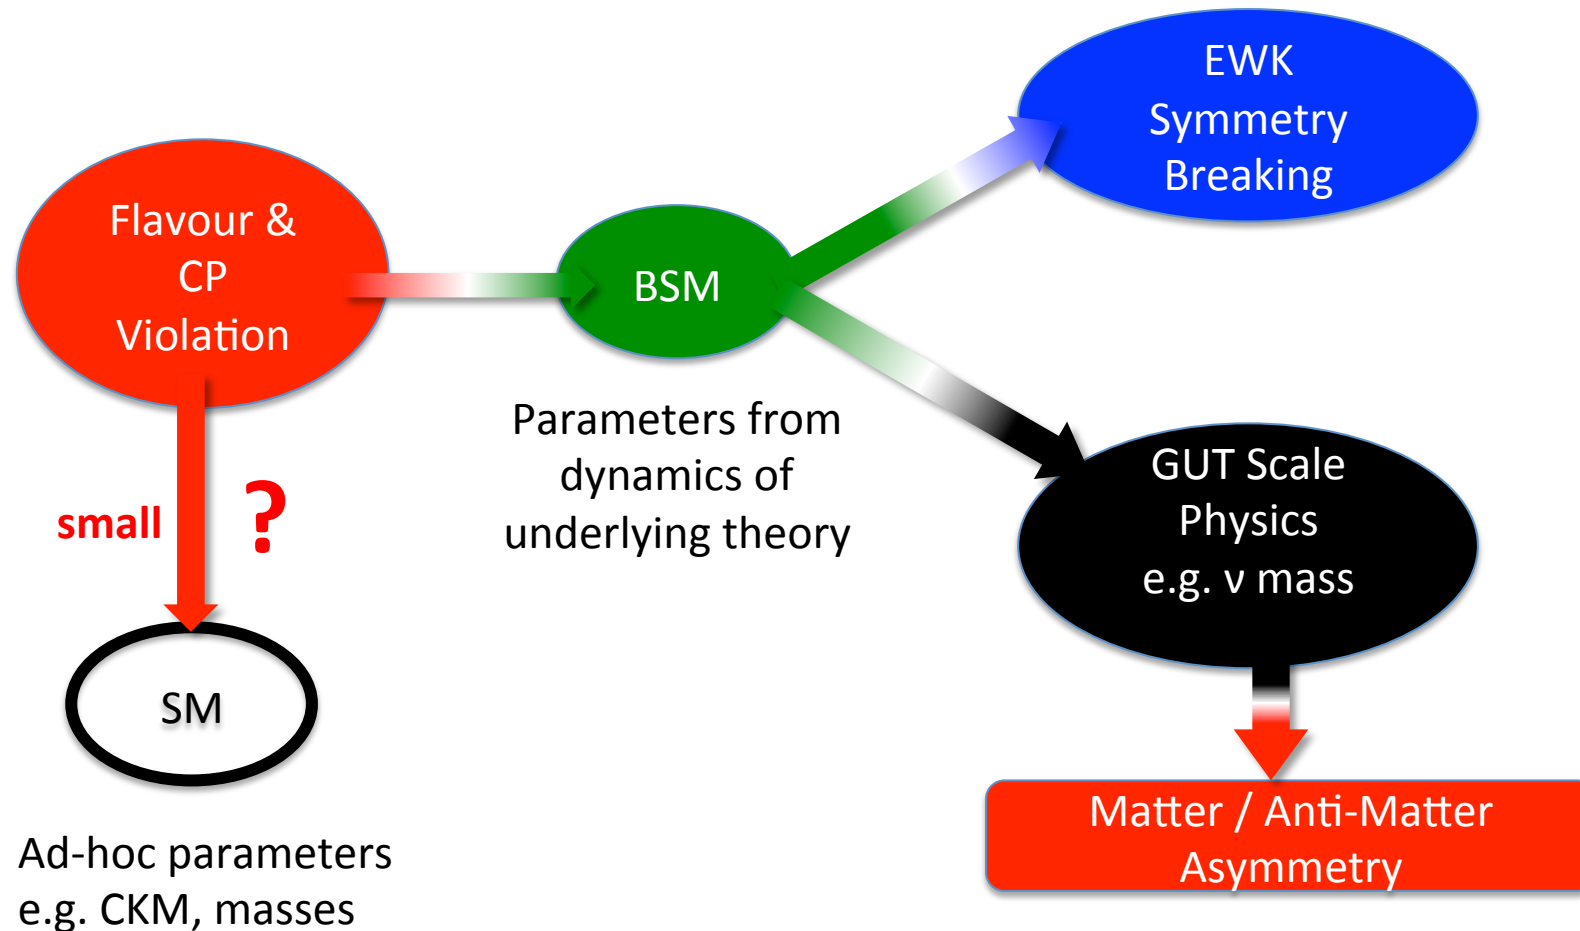 Flavour &
CP
Violation
BSM
EWK
Symmetry
Breaking
Parameters from
dynamics of
underlying theory
small
?
GUT Scale
Physics
e.g. ν mass
SM
Ad-hoc parameters
e.g. CKM, masses
Matter / Anti-Matter
Asymmetry